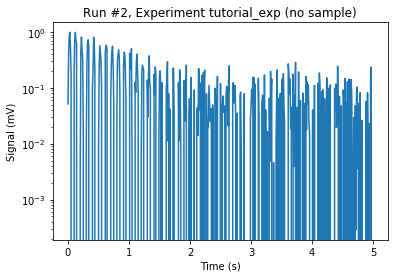 Run #2, Experiment tutorial_exp (no sample)
Signal (mV)
10⁰
10⁻¹
10⁻²
10⁻³
0 1 2 3 4 5
Time (s)